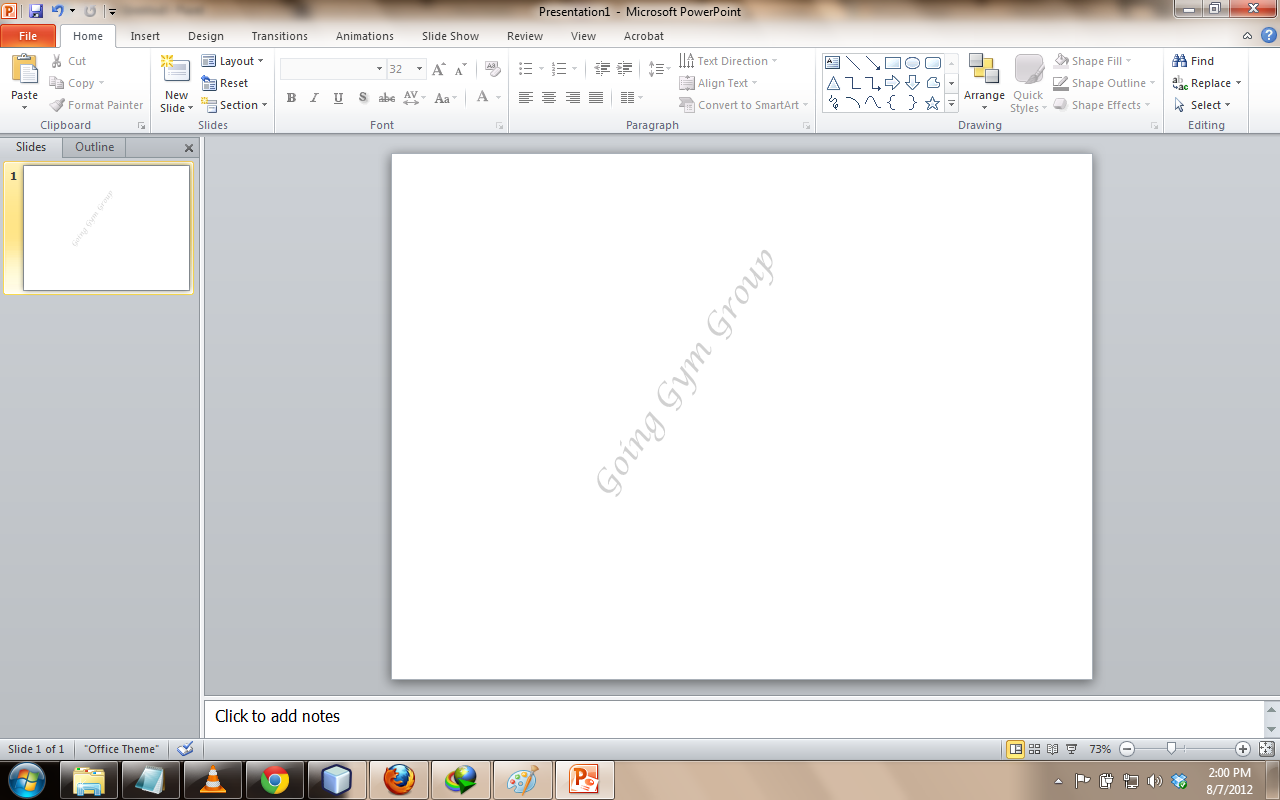 Presentation1 - Microsoft PowerPoint
File Home Insert Design Transitions Animations Slide Show Review View Acrobat
Paste
Cut
Copy
Format Painter
Clipboard
New Slide
Layout
Reset
Section
Slides
32
B I U S abc AV Aa A
Font
Text Direction
Align Text
Convert to SmartArt
Paragraph
Arrange
Quick Styles
Shape Fill
Shape Outline
Shape Effects
Drawing
Find
Replace
Select
Editing
Slides Outline
1
Going Gym Group
Going Gym Group
Click to add notes
Slide 1 of 1 "Office Theme" 73%
2:00 PM
8/7/2012